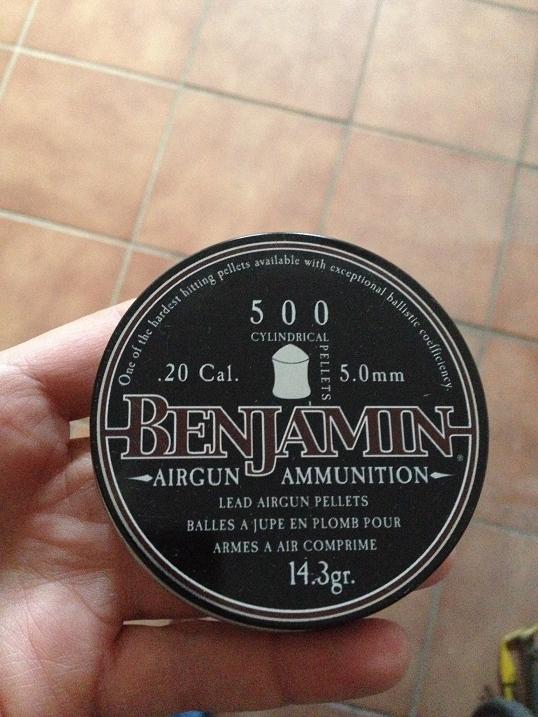 One of the hardest hitting pellets available with exceptional ballistic coefficiency.
500
CYLINDRICAL
PELLETS
.20 Cal.
5.0mm
BENJAMIN®
AIRGUN AMMUNITION
LEAD AIRGUN PELLETS
BALLES A JUPE EN PLOMB POUR
ARMES A AIR COMPRIME
14.3gr.